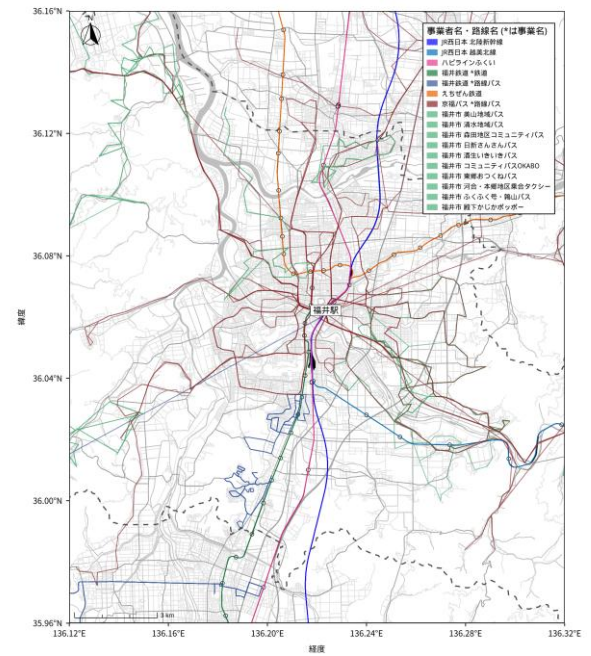 36.16°N
N
事業者名・路線名 (*は事業名)
JR西日本 北陸新幹線
JR西日本 越美北線
ハピラインふくい
福井鉄道 *鉄道
福井鉄道 *路線バス
えちぜん鉄道
京福バス *路線バス
福井市 美山地域バス
福井市 清水地域バス
福井市 森田地区コミュニティバス
福井市 日新さんさんバス
福井市 酒生いきいきバス
福井市 コミュニティバスOKABO
福井市 東郷おつくねバス
福井市 河合・本郷地区乗合タクシー
福井市 ふくふく号・鶉山バス
福井市 殿下かじかポッポー
36.12°N
36.08°N
福井駅
緯度
36.04°N
36.00°N
35.96°N
3 km
136.12°E
136.16°E
136.20°E
136.24°E
136.28°E
136.32°E
経度